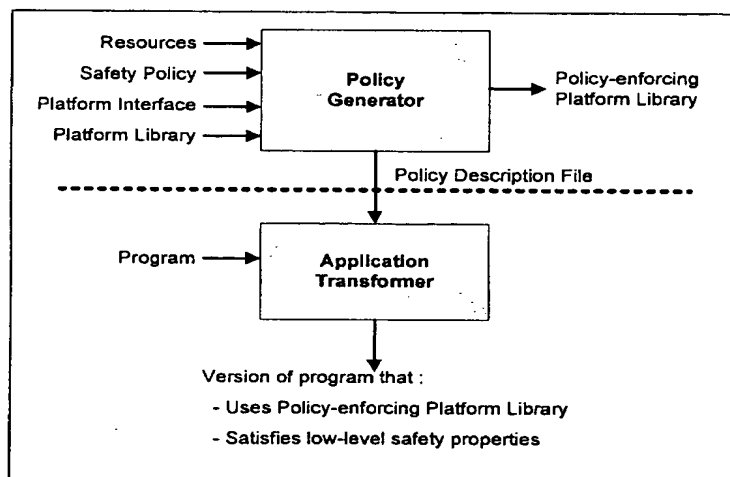 Resources
Safety Policy
Platform Interface
Platform Library
Policy
Generator
Policy-enforcing
Platform Library
Policy Description File
Program
Application
Transformer
Version of program that :
- Uses Policy-enforcing Platform Library
- Satisfies low-level safety properties